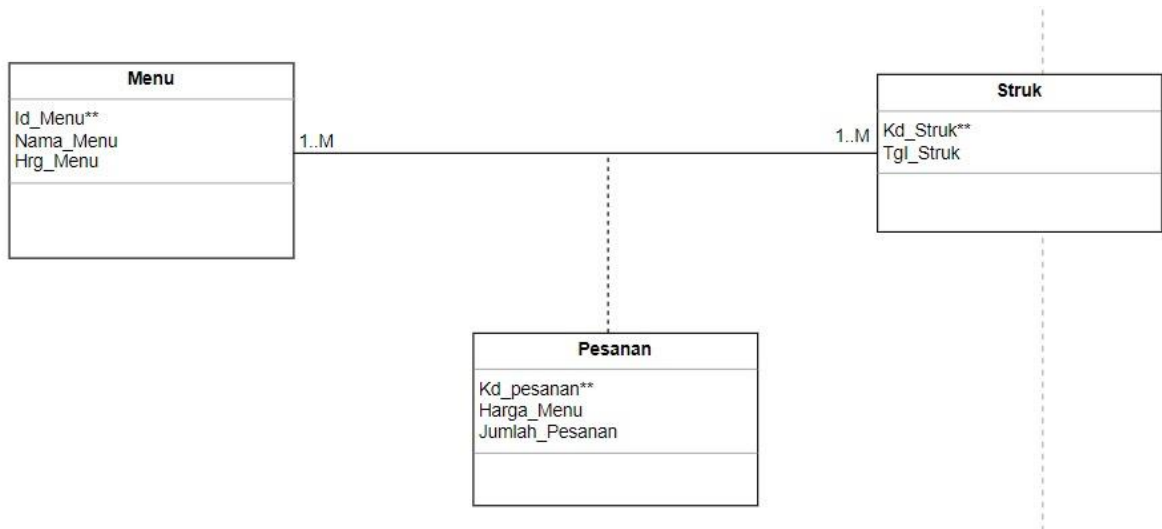 Menu
Id_Menu**
Nama_Menu
Hrg_Menu
1..M
1..M
Struk
Kd_Struk**
Tgl_Struk
Pesanan
Kd_pesanan**
Harga_Menu
Jumlah_Pesanan